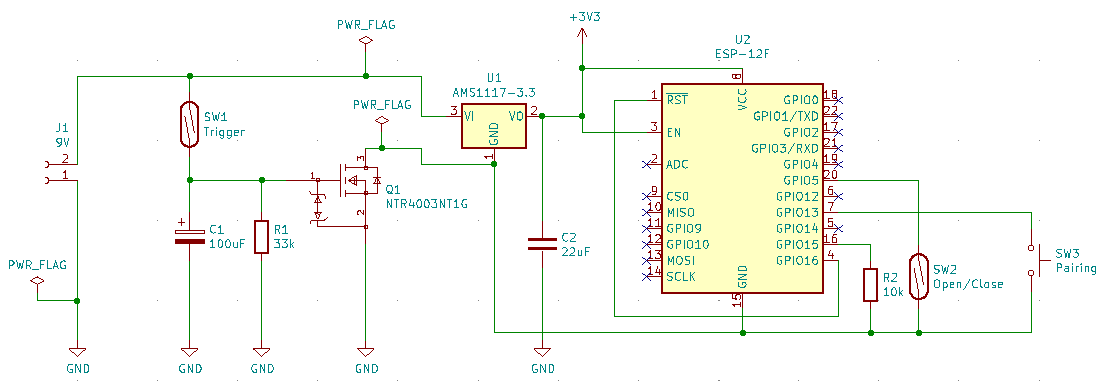 +3V3
PWR_FLAG
U2
ESP-12F
8
VCC
U1
AMS1117-3.3
3
VI
VO
2
GND
1
PWR_FLAG
SW1
Trigger
J1
9V
2
1
1
RST
3
EN
2
ADC
9
CS0
10
MISO
11
GPIO9
12
GPIO10
13
MOSI
14
SCLK
GPIO0
18
GPIO1/TXD
22
GPIO2
17
GPIO3/RXD
21
GPIO4
19
GPIO5
20
GPIO12
6
GPIO13
7
GPIO14
5
GPIO15
16
GPIO16
4
GND
15
3
1
2
Q1
NTR4003NT1G
+
C1
100uF
R1
33k
C2
22uF
R2
10k
SW2
Open/Close
SW3
Pairing
PWR_FLAG
GND
GND
GND
GND
GND